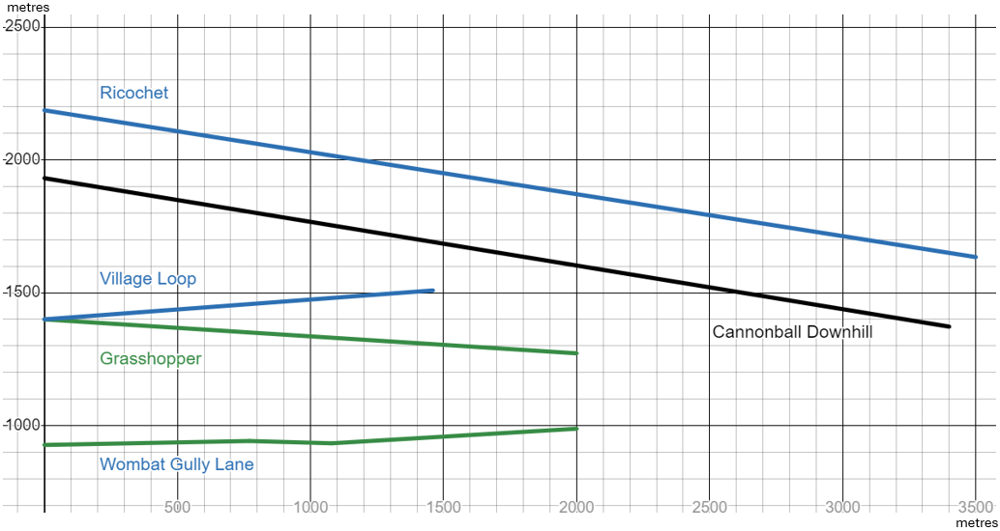 metres
2500
Ricochet
2000
Village Loop
1500
Cannonball Downhill
Grasshopper
1000
Wombat Gully Lane
500 1000 1500 2000 2500 3000 3500
metres